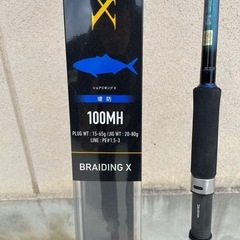 X
ショアジギング X
堤防
100MH
PLUG WT : 15-65g / JIG WT : 20-80g
LINE : PE#1.5-3
BRAIDING X